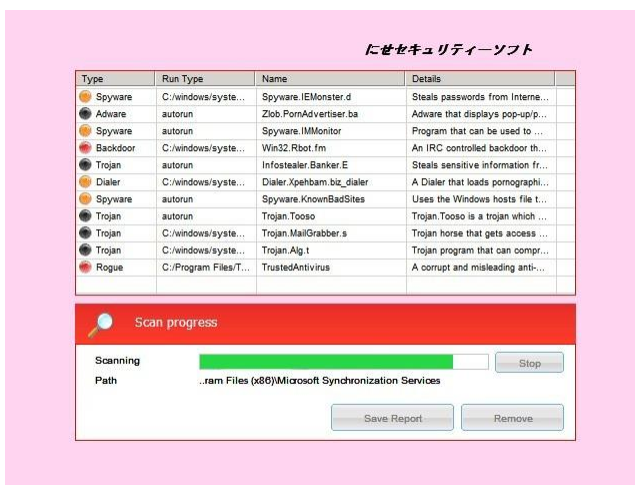 にせセキュリティーソフト
Type Run Type Name Details
Spyware C:/windows/syste... Spyware.IEMonster.d Steals passwords from Interne...
Adware autorun Zlob.PornAdvertiser.ba Adware that displays pop-up/p...
Spyware autorun Spyware.IMMonitor Program that can be used to ...
Backdoor C:/windows/syste... Win32.Rbot.fm An IRC controlled backdoor th...
Trojan autorun Infostealer.Banker.E Steals sensitive information fr...
Dialer C:/windows/syste... Dialer.Xpehbam.biz_dialer A Dialer that loads pornographi...
Spyware autorun Spyware.KnownBadSites Uses the Windows hosts file t...
Trojan autorun Trojan.Tooso Trojan.Tooso is a trojan which ...
Trojan C:/windows/syste... Trojan.MailGrabber.s Trojan horse that gets access ...
Trojan C:/windows/syste... Trojan.Alg.t Trojan program that can compr...
Rogue C:/Program Files/T... TrustedAntivirus A corrupt and misleading anti-...
Scan progress
Scanning Stop
Path ..ram Files (x86)\Microsoft Synchronization Services
Save Report Remove